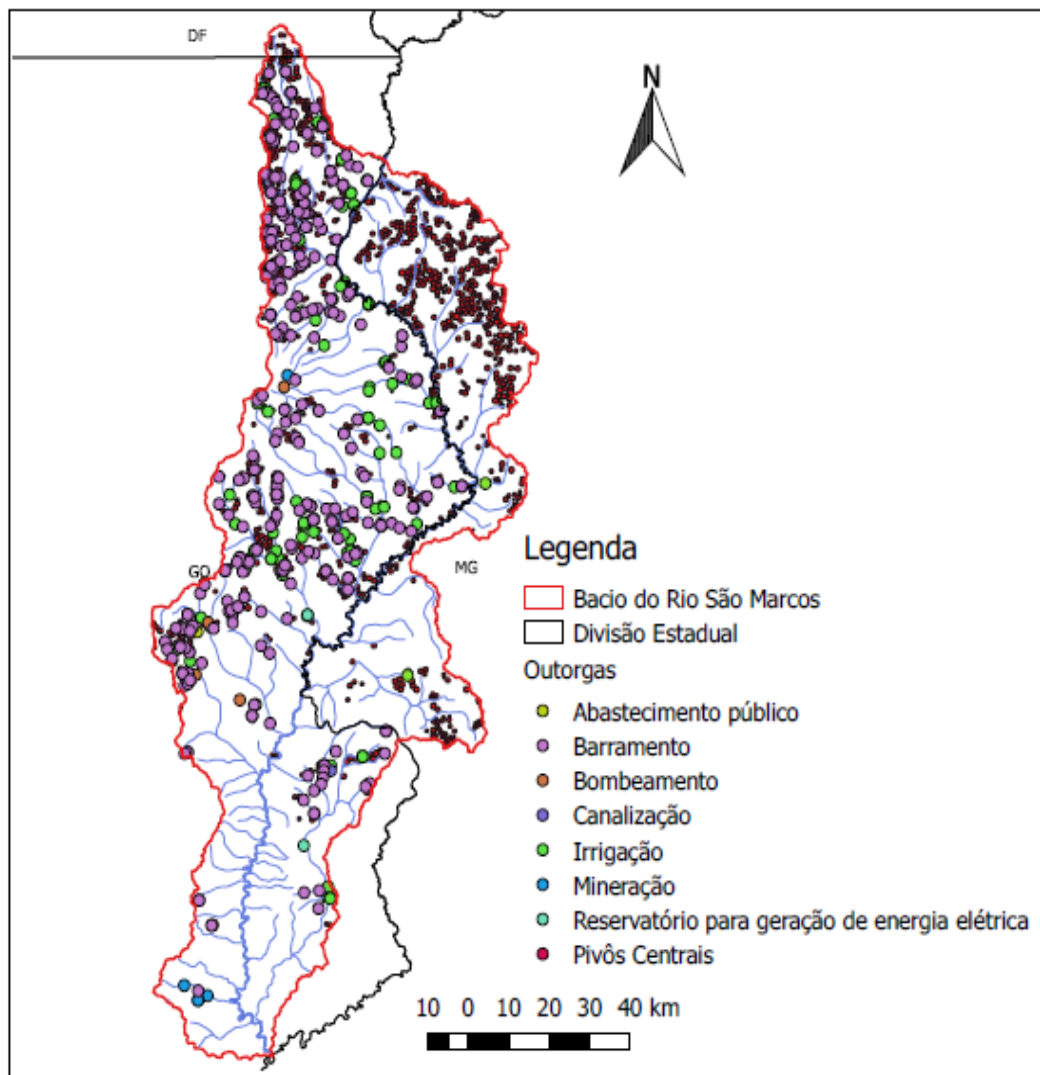 DF
N
GO
MG
Legenda
Bacio do Rio São Marcos
Divisão Estadual
Outorgas
Abastecimento público
Barramento
Bombeamento
Canalização
Irrigação
Mineração
Reservatório para geração de energia elétrica
Pivôs Centrais
10 0 10 20 30 40 km